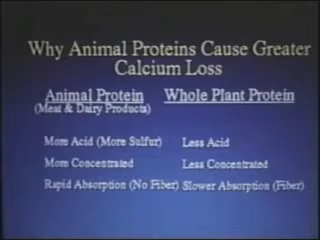 Why Animal Proteins Cause Greater
Calcium Loss
Animal Protein Whole Plant Protein
(Meat & Dairy Products)
More Acid (More Sulfur) Less Acid
More Concentrated Less Concentrated
Rapid Absorption (No Fiber) Slower Absorption (Fiber)